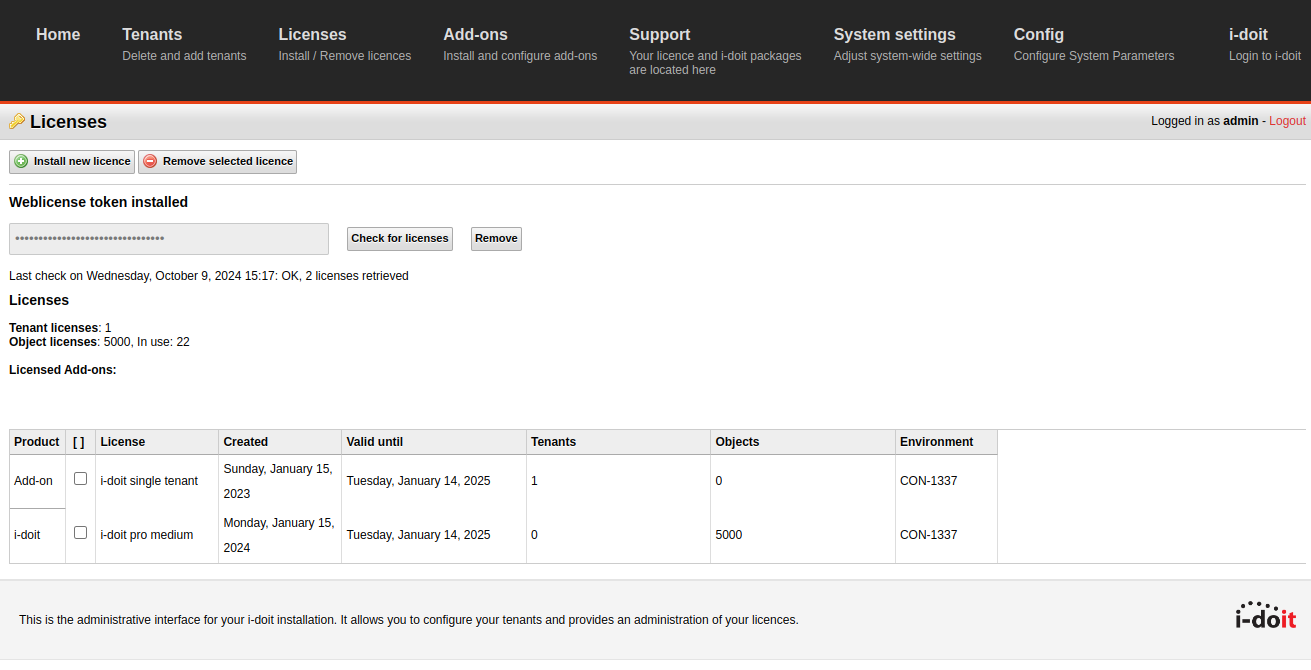 Home
Tenants
Delete and add tenants
Licenses
Install / Remove licences
Add-ons
Install and configure add-ons
Support
Your licence and i-doit packages
are located here
System settings
Adjust system-wide settings
Config
Configure System Parameters
i-doit
Login to i-doit
Licenses
Logged in as admin - Logout
Install new licence Remove selected licence
Weblicense token installed
•••••••••••••••••••••••••••••••• Check for licenses Remove
Last check on Wednesday, October 9, 2024 15:17: OK, 2 licenses retrieved
Licenses
Tenant licenses: 1
Object licenses: 5000, In use: 22
Licensed Add-ons:
Product [ ] License Created Valid until Tenants Objects Environment
Add-on i-doit single tenant Sunday, January 15,
2023
Tuesday, January 14, 2025 1 0 CON-1337
i-doit i-doit pro medium Monday, January 15,
2024
Tuesday, January 14, 2025 0 5000 CON-1337
This is the administrative interface for your i-doit installation. It allows you to configure your tenants and provides an administration of your licences.
i-doit